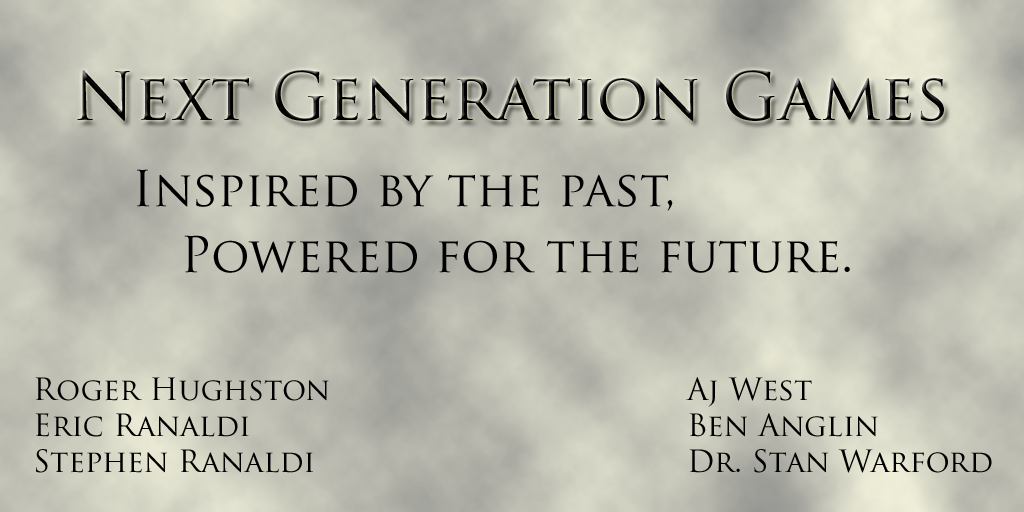 Next Generation Games
Inspired by the past,
Powered for the future.
Roger Hughston
Eric Ranaldi
Stephen Ranaldi
Aj West
Ben Anglin
Dr. Stan Warford